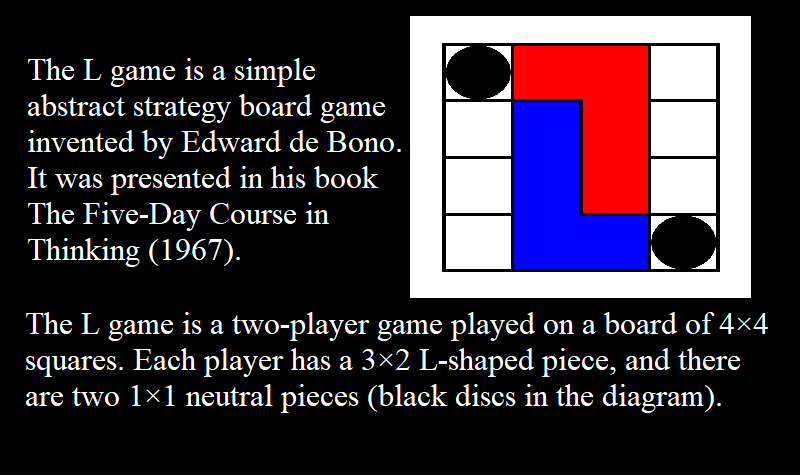 The L game is a simple
abstract strategy board game
invented by Edward de Bono.
It was presented in his book
The Five-Day Course in
Thinking (1967).
The L game is a two-player game played on a board of 4×4
squares. Each player has a 3×2 L-shaped piece, and there
are two 1×1 neutral pieces (black discs in the diagram).